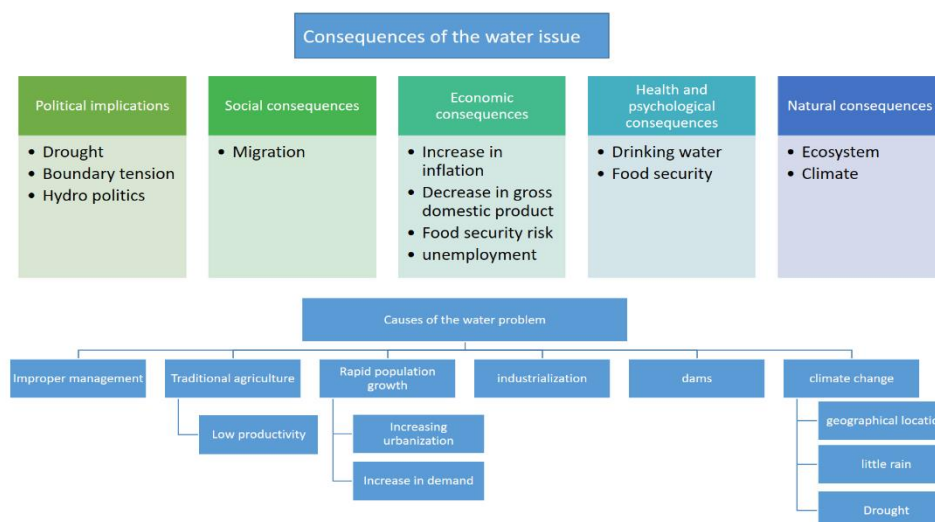 Consequences of the water issue
Political implications
• Drought
• Boundary tension
• Hydro politics
Social consequences
• Migration
Economic
consequences
• Increase in
inflation
• Decrease in gross
domestic product
• Food security risk
• unemployment
Health and
psychological
consequences
• Drinking water
• Food security
Natural consequences
• Ecosystem
• Climate
Causes of the water problem
Improper management
Traditional agriculture
Low productivity
Rapid population
growth
Increasing
urbanization
Increase in demand
industrialization
dams
climate change
geographical locatio
little rain
Drought